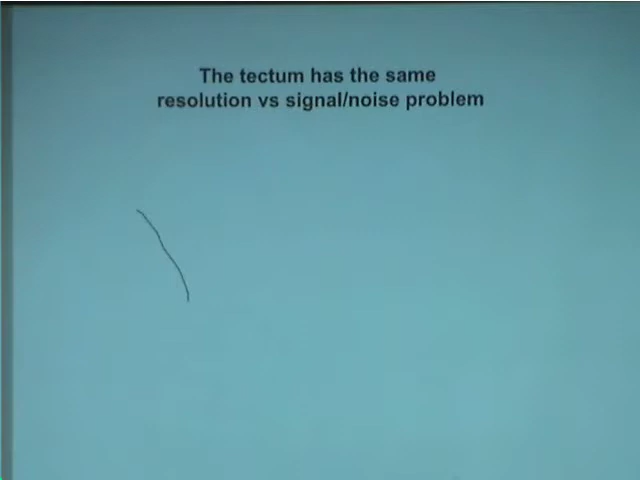 The tectum has the same
resolution vs signal/noise problem